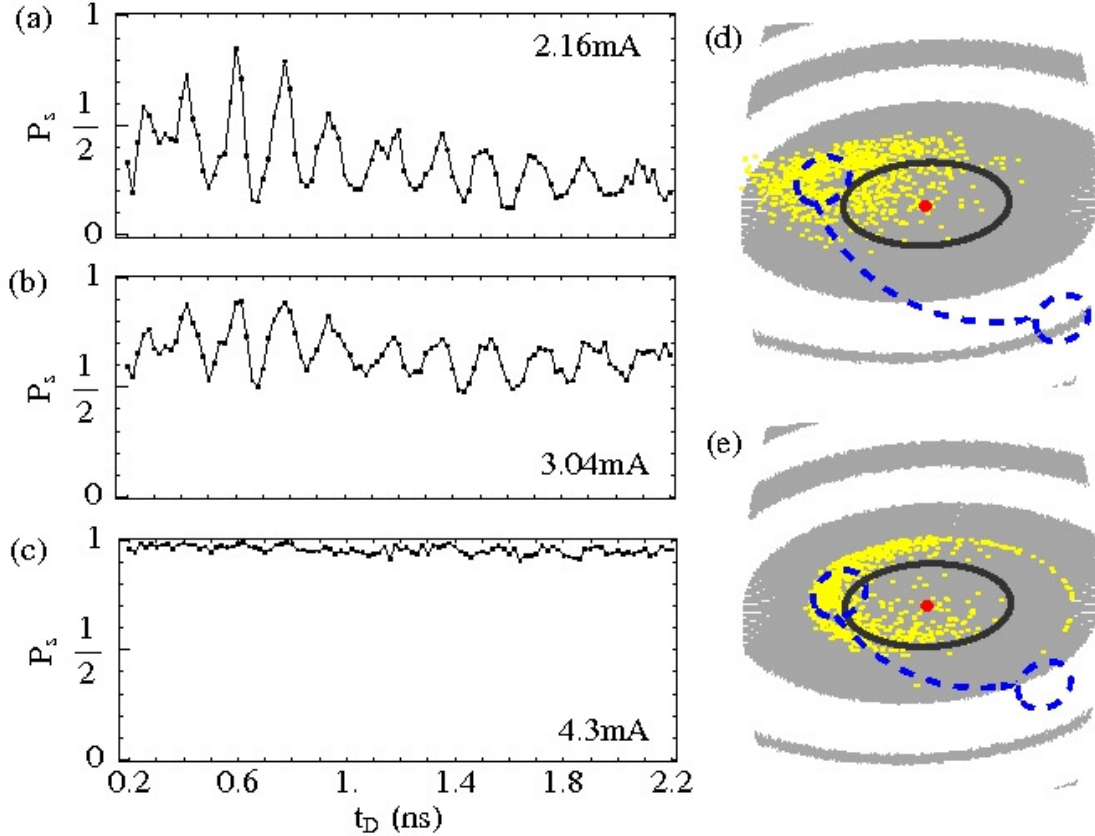 (a)
1
P_s
1
2
0
2.16mA
(b)
1
P_s
1
2
0
3.04mA
(c)
1
P_s
1
2
0
4.3mA
0.2 0.6 1. 1.4 1.8 2.2
t_D (ns)
(d)
(e)